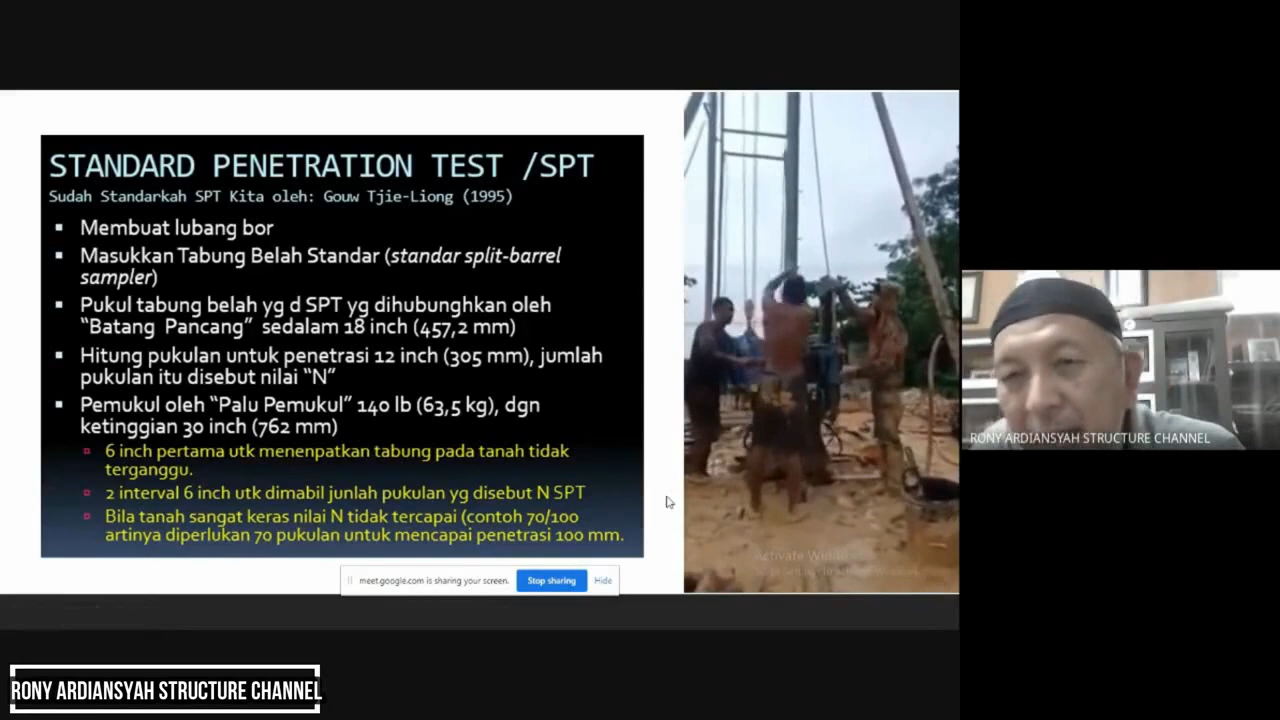 STANDARD PENETRATION TEST /SPT
Sudah Standarkah SPT Kita oleh: Gouw Tjie-Liong (1995)
▪ Membuat lubang bor
▪ Masukkan Tabung Belah Standar (standar split-barrel
sampler)
▪ Pukul tabung belah yg d SPT yg dihubunghkan oleh
“Batang Pancang” sedalam 18 inch (457,2 mm)
▪ Hitung pukulan untuk penetrasi 12 inch (305 mm), jumlah
pukulan itu disebut nilai “N”
▪ Pemukul oleh “Palu Pemukul” 140 lb (63,5 kg), dgn
ketinggian 30 inch (762 mm)
▫ 6 inch pertama utk menenpatkan tabung pada tanah tidak
terganggu.
▫ 2 interval 6 inch utk dimabil junlah pukulan yg disebut N SPT
▫ Bila tanah sangat keras nilai N tidak tercapai (contoh 70/100
artinya diperlukan 70 pukulan untuk mencapai penetrasi 100 mm.
meet.google.com is sharing your screen. Stop sharing Hide
RONY ARDIANSYAH STRUCTURE CHANNEL
RONY ARDIANSYAH STRUCTURE CHANNEL